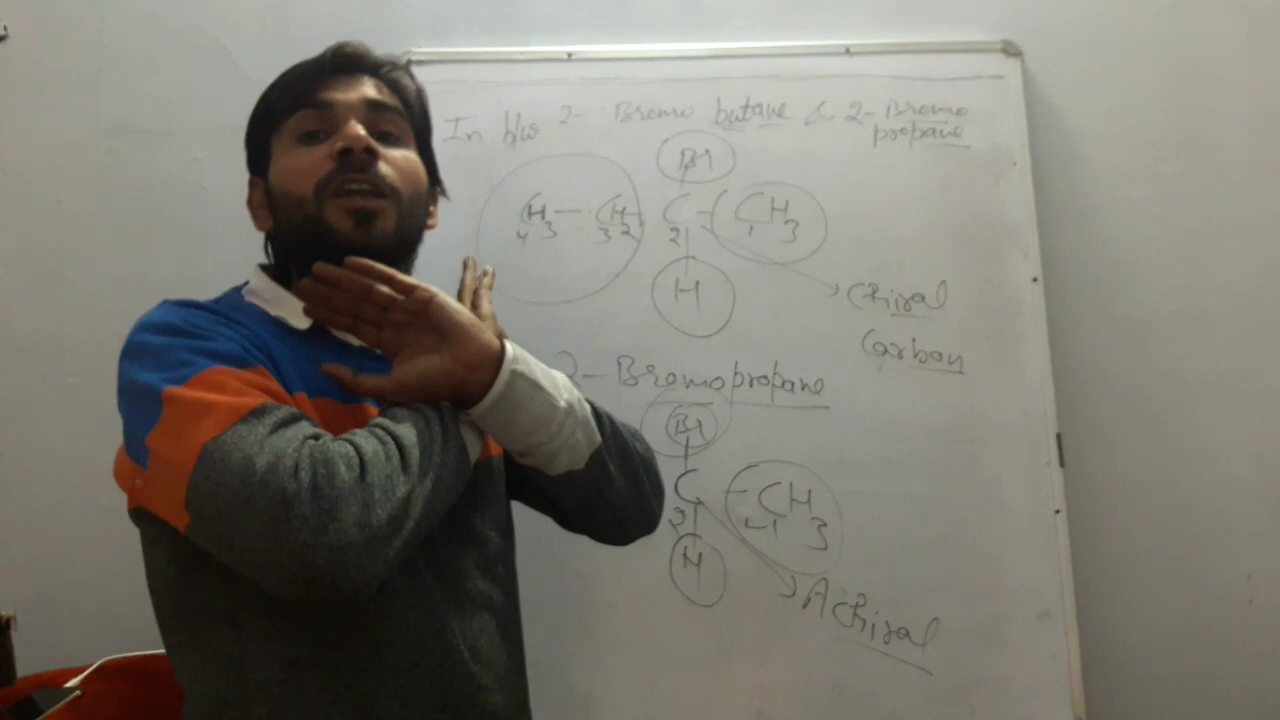 In b/w 2- Bromo butane & 2-Bromo
propane
Br
CH3 — CH2 - C - CH3
4 3 2 1
H
Chiral
Carbon
2-Bromopropane
Br
C - CH3
2 1
H
AChiral